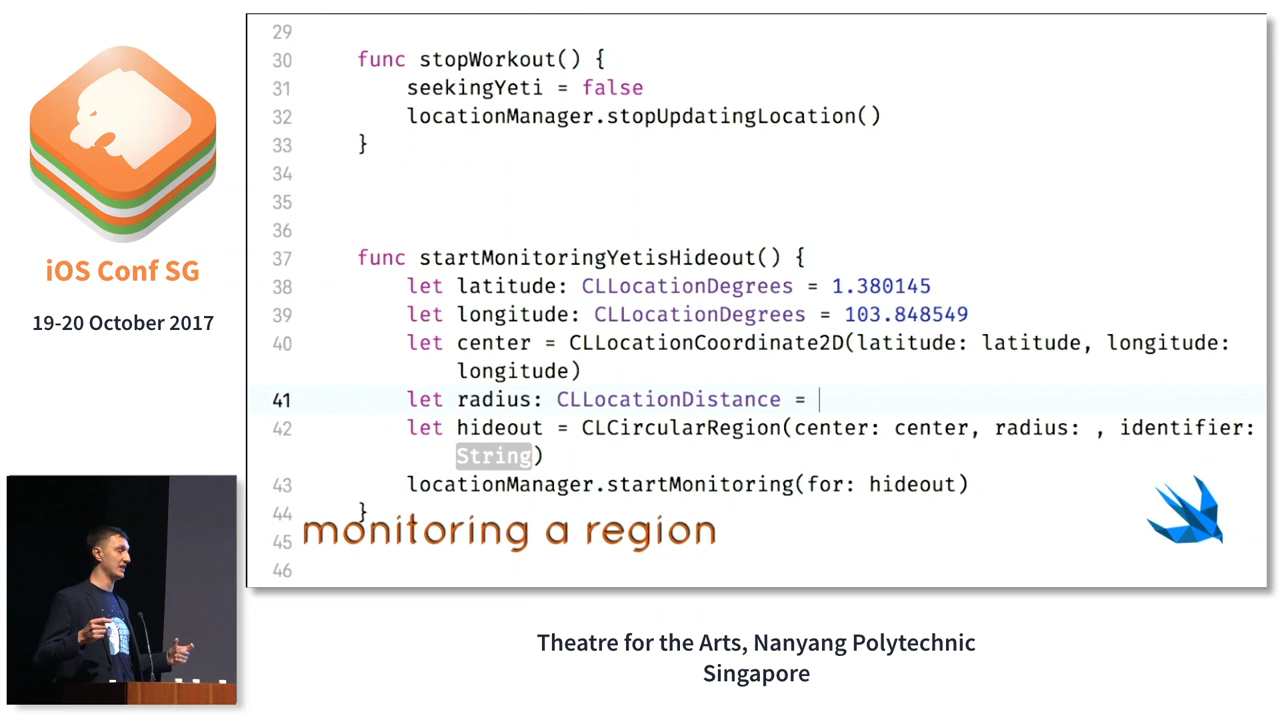 iOS Conf SG
19-20 October 2017
29
30 func stopWorkout() {
31 seekingYeti = false
32 locationManager.stopUpdatingLocation()
33 }
34
35
36
37 func startMonitoringYetisHideout() {
38 let latitude: CLLocationDegrees = 1.380145
39 let longitude: CLLocationDegrees = 103.848549
40 let center = CLLocationCoordinate2D(latitude: latitude, longitude:
longitude)
41 let radius: CLLocationDistance =
42 let hideout = CLCircularRegion(center: center, radius: , identifier:
String)
43 locationManager.startMonitoring(for: hideout)
44 }
45
46
monitoring a region
Theatre for the Arts, Nanyang Polytechnic
Singapore